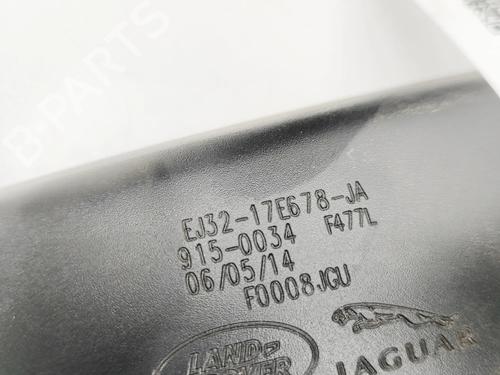 B-PARTS
EJ32-17E678-JA
915-0034 F477L
06/05/14
F0008JGU
LAND-
ROVER
JAGUAR